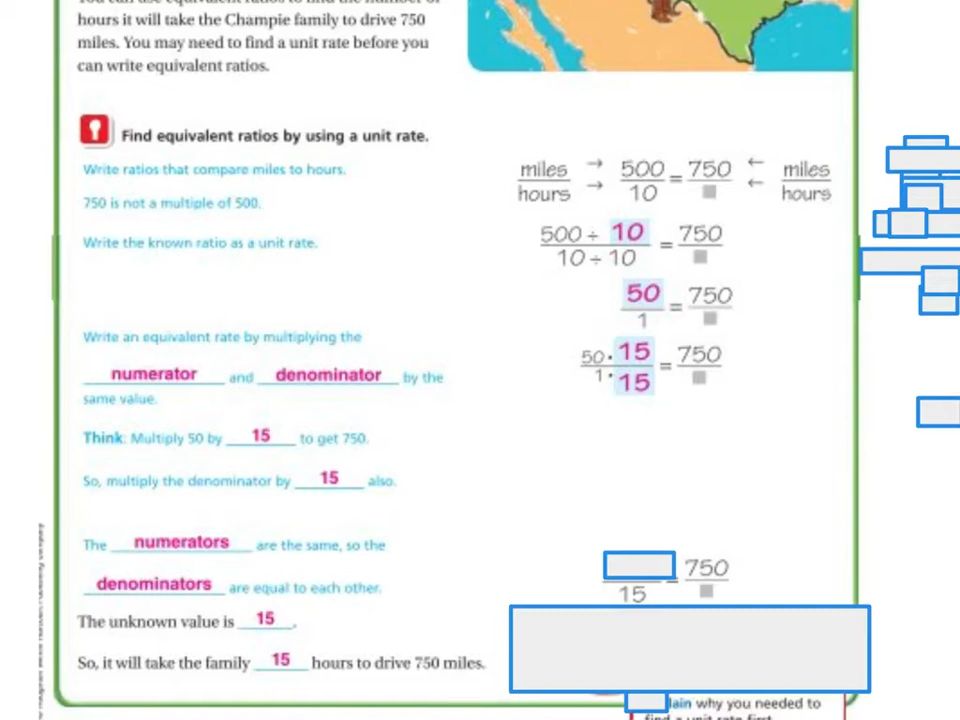 hours it will take the Champie family to drive 750
miles. You may need to find a unit rate before you
can write equivalent ratios.
Find equivalent ratios by using a unit rate.
Write ratios that compare miles to hours.
miles/hours → → 500/10 = 750/■ ← ← miles/hours
750 is not a multiple of 500.
Write the known ratio as a unit rate.
500 ÷ 10/10 ÷ 10 = 750/■
50/1 = 750/■
Write an equivalent rate by multiplying the
numerator and denominator by the
same value.
50 · 15/1 · 15 = 750/■
Think: Multiply 50 by 15 to get 750.
So, multiply the denominator by 15 also.
The numerators are the same, so the
denominators are equal to each other.
/15 = 750/■
The unknown value is 15.
So, it will take the family 15 hours to drive 750 miles.
lain why you needed to
find a unit rate first.